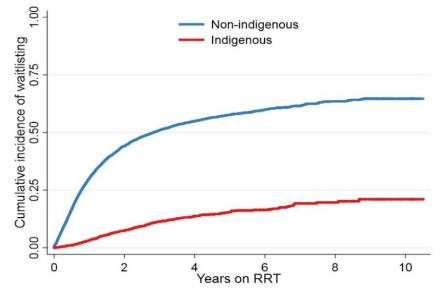 Non-indigenous
Indigenous
Cumulative incidence of waitlisting
1.00
0.75
0.50
0.25
0.00
0 2 4 6 8 10
Years on RRT